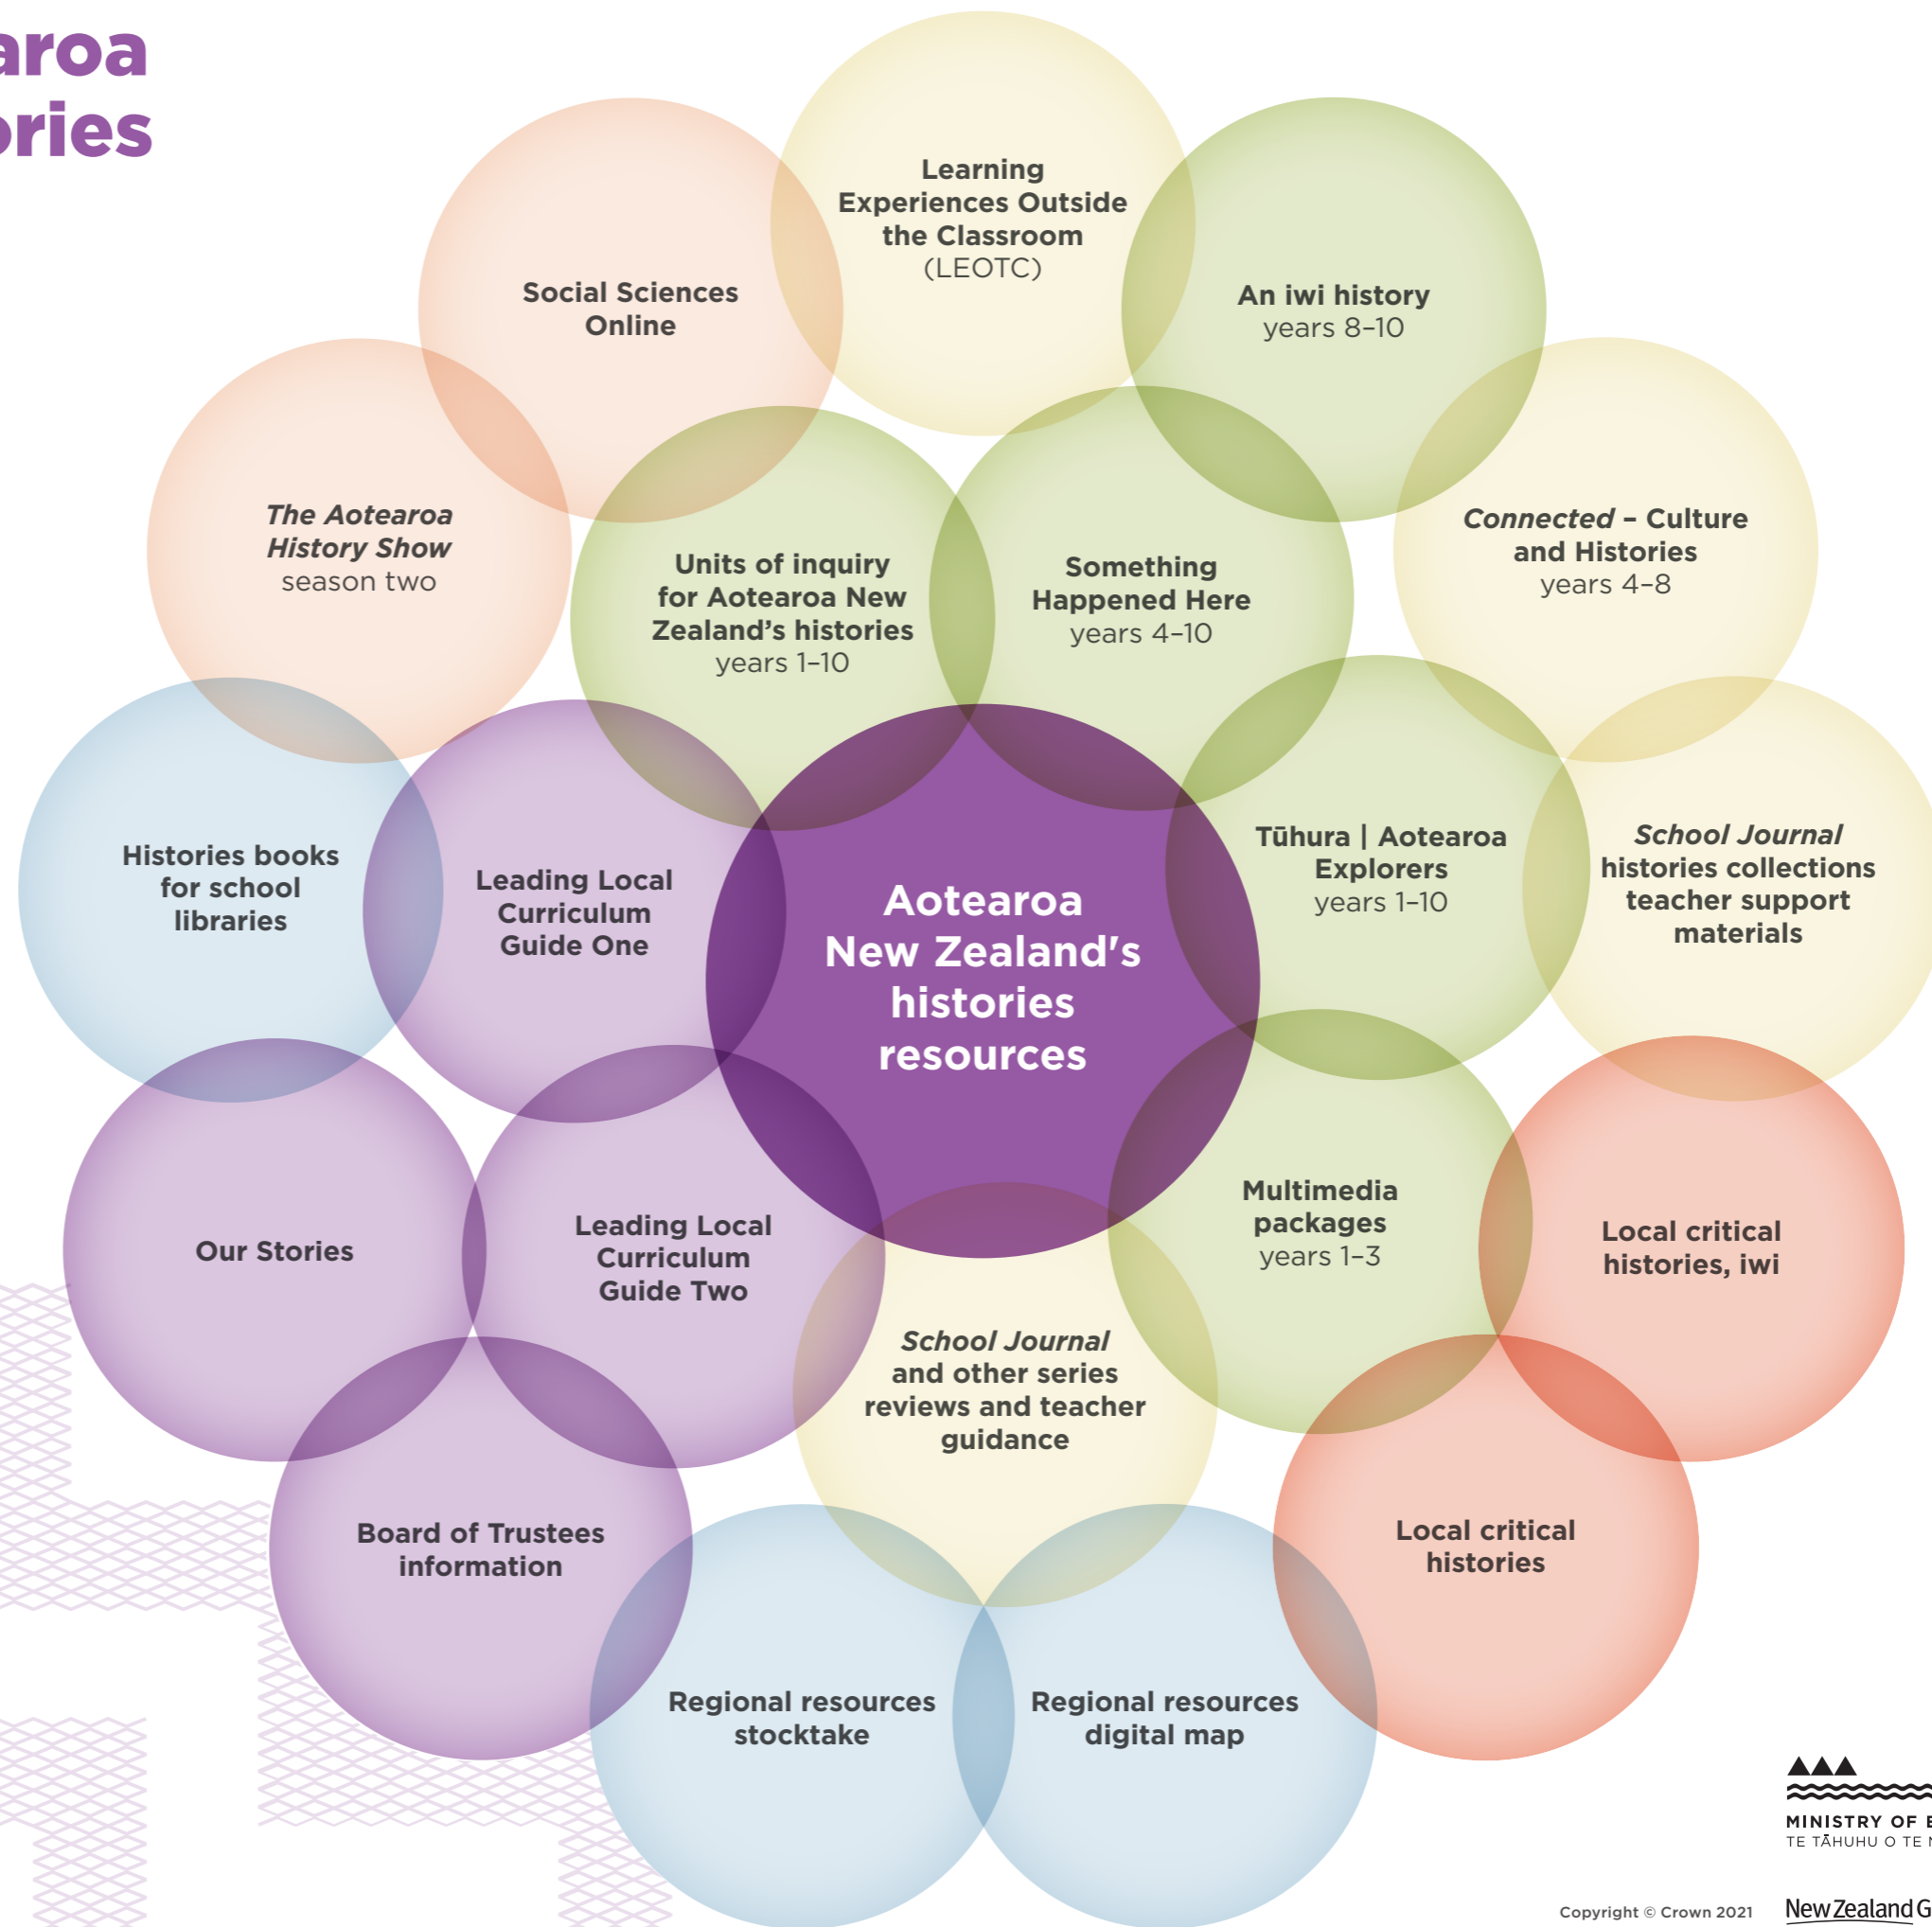 aroa
ories
Learning
Experiences Outside
the Classroom
(LEOTC)
Social Sciences
Online
An iwi history
years 8–10
The Aotearoa
History Show
season two
Units of inquiry
for Aotearoa New
Zealand’s histories
years 1–10
Something
Happened Here
years 4–10
Connected – Culture
and Histories
years 4–8
Histories books
for school
libraries
Leading Local
Curriculum
Guide One
Aotearoa
New Zealand's
histories
resources
Tūhura | Aotearoa
Explorers
years 1–10
School Journal
histories collections
teacher support
materials
Our Stories
Leading Local
Curriculum
Guide Two
Multimedia
packages
years 1–3
Local critical
histories, iwi
School Journal
and other series
reviews and teacher
guidance
Board of Trustees
information
Local critical
histories
Regional resources
stocktake
Regional resources
digital map
MINISTRY OF E
TE TĀHUHU O TE
Copyright © Crown 2021
New Zealand G